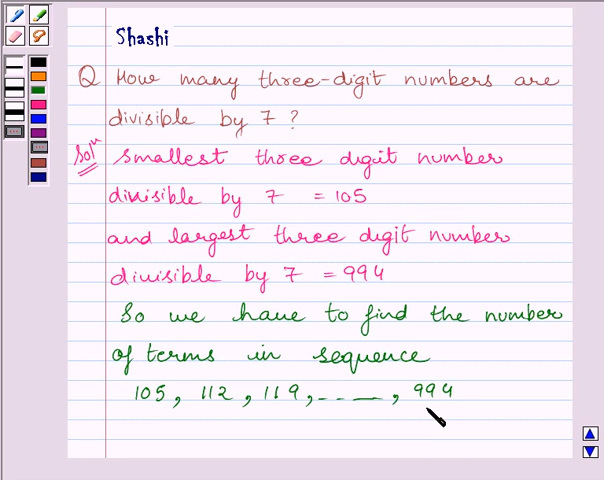 Shashi
Q How many three-digit numbers are
divisible by 7 ?
Solⁿ Smallest three digit number
divisible by 7 = 105
and largest three digit number
divisible by 7 = 994
So we have to find the number
of terms in sequence
105, 112, 119, - - —, 994